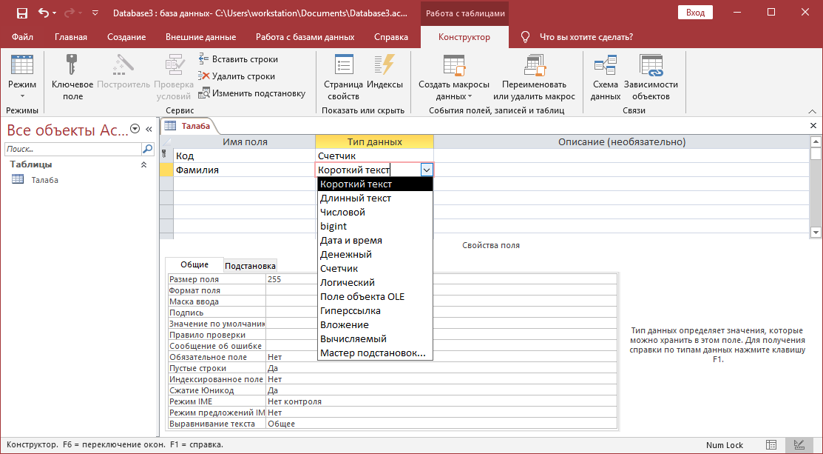 Database3 : база данных- C:\Users\workstation\Documents\Database3.ac...
Работа с таблицами
Вход
Файл
Главная
Создание
Внешние данные
Работа с базами данных
Справка
Конструктор
Что вы хотите сделать?
Режим
Режимы
Ключевое поле
Построитель
Проверка условий
Вставить строки
Удалить строки
Изменить подстановку
Сервис
Страница свойств
Индексы
Показать или скрыть
Создать макросы данных
Переименовать или удалить макрос
События полей, записей и таблиц
Схема данных
Зависимости объектов
Связи
Все объекты Ac...
Поиск...
Таблицы
Талаба
Талаба
Имя поля Тип данных Описание (необязательно)
Код Счетчик
Фамилия Короткий текст
Короткий текст
Длинный текст
Числовой
bigint
Дата и время
Денежный
Счетчик
Логический
Поле объекта OLE
Гиперссылка
Вложение
Вычисляемый
Мастер подстановок...
Свойства поля
Общие Подстановка
Размер поля 255
Формат поля
Маска ввода
Подпись
Значение по умолчанию
Правило проверки
Сообщение об ошибке
Обязательное поле Нет
Пустые строки Да
Индексированное поле Нет
Сжатие Юникод Да
Режим IME Нет контроля
Режим предложений IM Нет
Выравнивание текста Общее
Тип данных определяет значения, которые
можно хранить в этом поле. Для получения
справки по типам данных нажмите клавишу
F1.
Конструктор. F6 = переключение окон. F1 = справка.
Num Lock